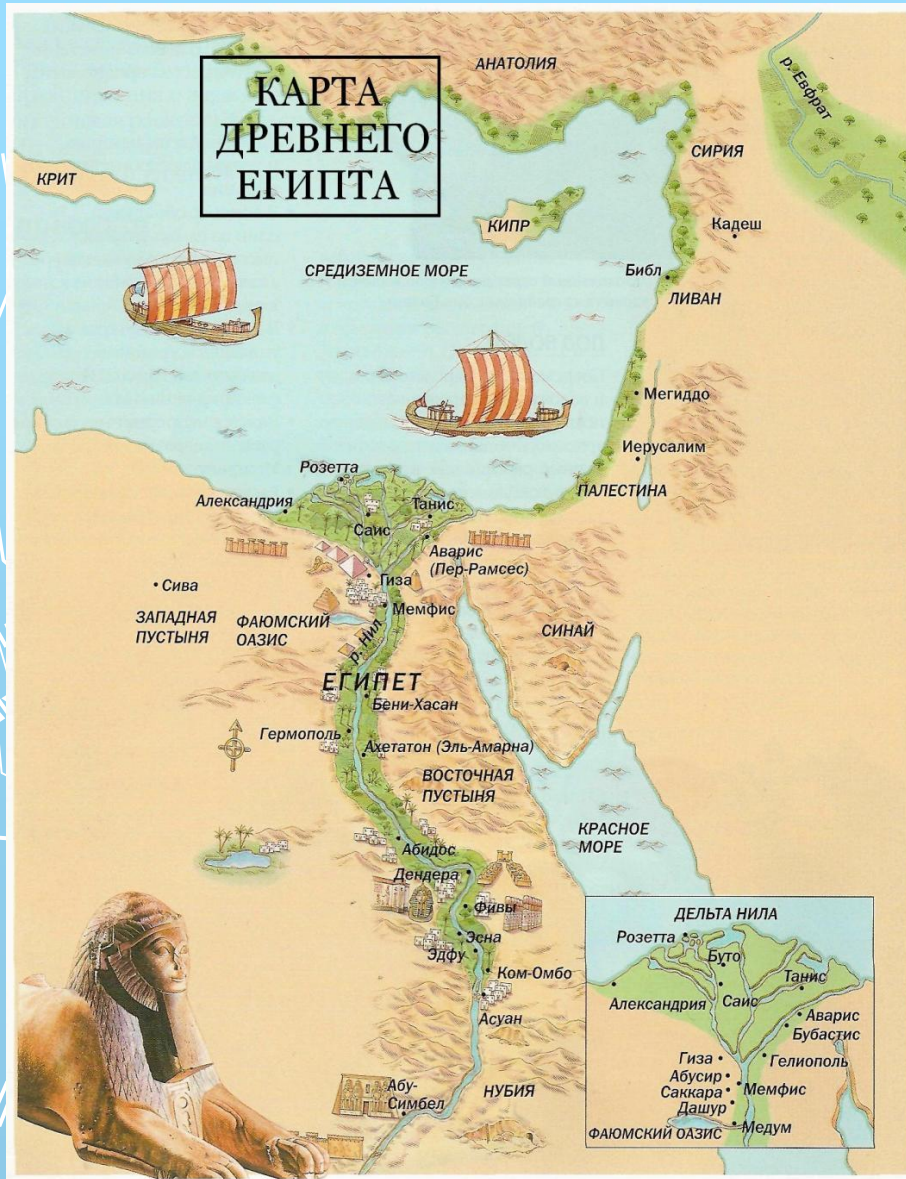 КАРТА
ДРЕВНЕГО
ЕГИПТА
АНАТОЛИЯ
р. Евфрат
СИРИЯ
КРИТ
КИПР
Кадеш
СРЕДИЗЕМНОЕ МОРЕ
Библ
ЛИВАН
Мегиддо
Иерусалим
ПАЛЕСТИНА
Розетта
Александрия
Танис
Саис
Аварис
(Пер-Рамсес)
Гиза
Сива
Мемфис
ЗАПАДНАЯ
ПУСТЫНЯ
ФАЮМСКИЙ
ОАЗИС
р. Нил
СИНАЙ
ЕГИПЕТ
Бени-Хасан
Гермополь
Ахетатон (Эль-Амарна)
ВОСТОЧНАЯ
ПУСТЫНЯ
КРАСНОЕ
МОРЕ
Абидос
Дендера
Фивы
Эсна
Эдфу
Ком-Омбо
Асуан
НУБИЯ
Абу-
Симбел
ДЕЛЬТА НИЛА
Розетта
Буто
Танис
Александрия
Саис
Аварис
Бубастис
Гиза
Гелиополь
Абусир
Саккара
Мемфис
Дашур
Медум
ФАЮМСКИЙ ОАЗИС